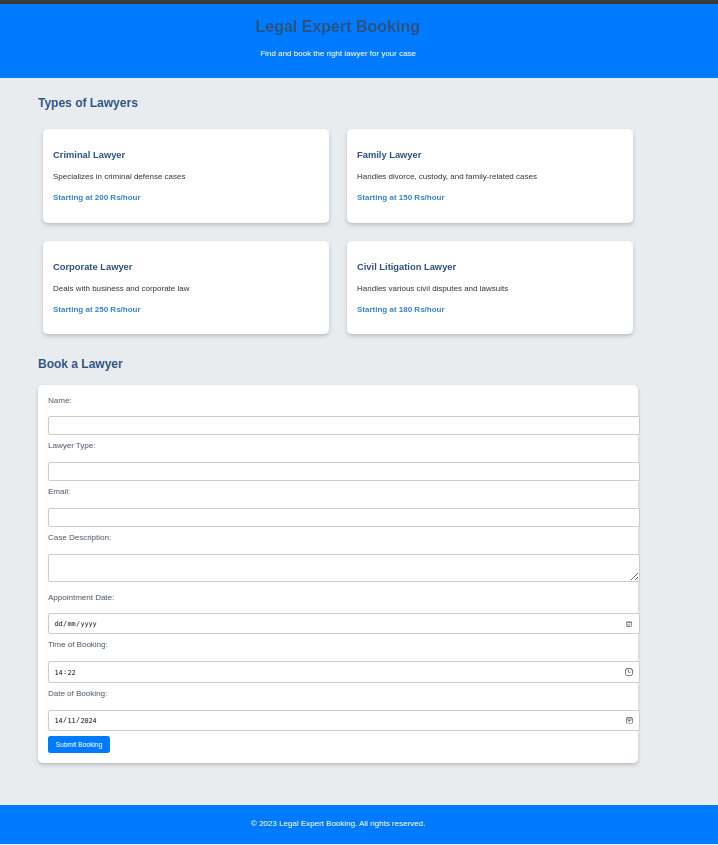 Legal Expert Booking
Find and book the right lawyer for your case
Types of Lawyers
Criminal Lawyer
Specializes in criminal defense cases
Starting at 200 Rs/hour
Family Lawyer
Handles divorce, custody, and family-related cases
Starting at 150 Rs/hour
Corporate Lawyer
Deals with business and corporate law
Starting at 250 Rs/hour
Civil Litigation Lawyer
Handles various civil disputes and lawsuits
Starting at 180 Rs/hour
Book a Lawyer
Name:
Lawyer Type:
Email:
Case Description:
Appointment Date:
dd/mm/yyyy
Time of Booking:
14:22
Date of Booking:
14/11/2024
Submit Booking
© 2023 Legal Expert Booking. All rights reserved.